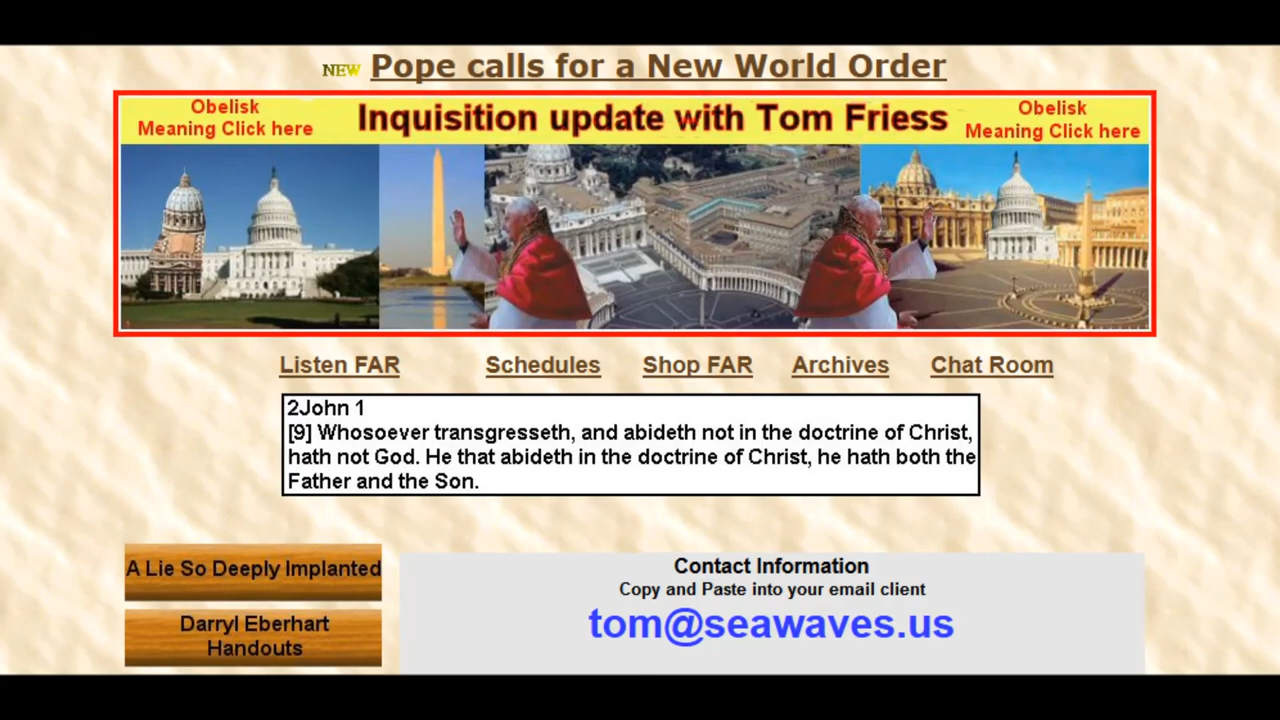 NEW Pope calls for a New World Order
Obelisk
Meaning Click here
Inquisition update with Tom Friess
Obelisk
Meaning Click here
Listen FAR Schedules Shop FAR Archives Chat Room
2John 1
[9] Whosoever transgresseth, and abideth not in the doctrine of Christ,
hath not God. He that abideth in the doctrine of Christ, he hath both the
Father and the Son.
A Lie So Deeply Implanted
Darryl Eberhart
Handouts
Contact Information
Copy and Paste into your email client
tom@seawaves.us